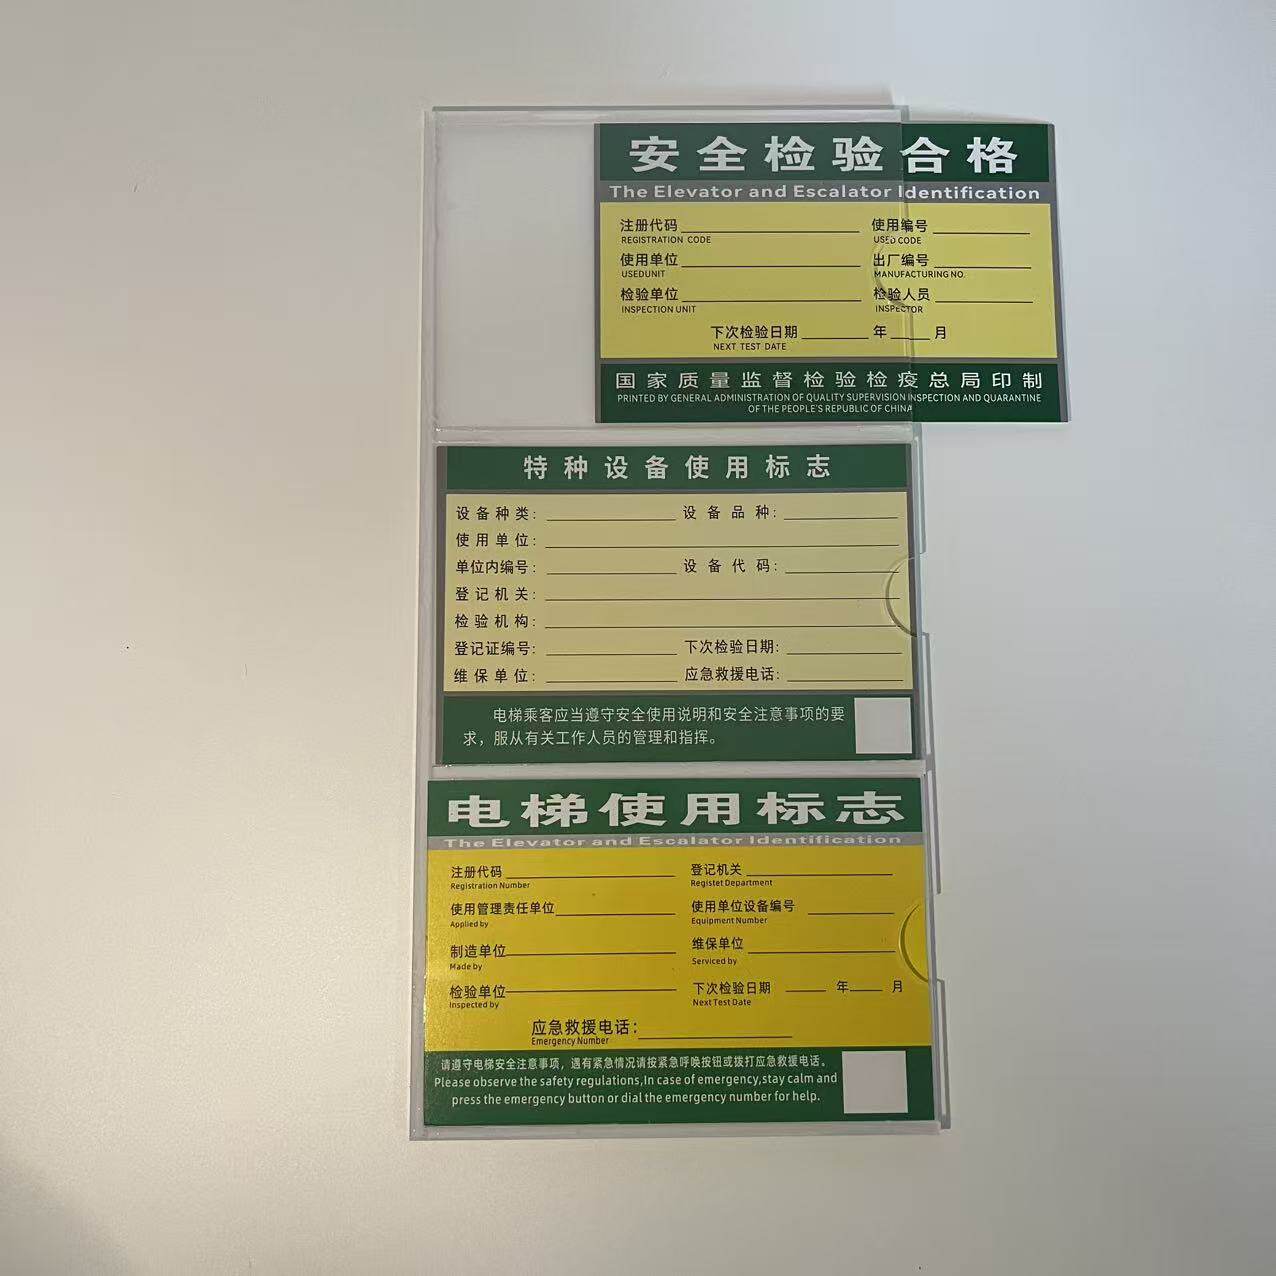 安全检验合格
The Elevator and Escalator Identification
注册代码 使用编号
REGISTRATION CODE USED CODE
使用单位 出厂编号
USEDUNIT MANUFACTURING NO.
检验单位 检验人员
INSPECTION UNIT INSPECTOR
下次检验日期 年 月
NEXT TEST DATE
国家质量监督检验检疫总局印制
PRINTED BY GENERAL ADMINISTRATION OF QUALITY SUPERVISION INSPECTION AND QUARANTINE
OF THE PEOPLE'S REPUBLIC OF CHINA
特种设备使用标志
设备种类: 设备品种:
使用单位:
单位内编号: 设备代码:
登记机关:
检验机构:
登记证编号: 下次检验日期:
维保单位: 应急救援电话:
电梯乘客应当遵守安全使用说明和安全注意事项的要
求，服从有关工作人员的管理和指挥。
电梯使用标志
The Elevator and Escalator Identification
注册代码 登记机关
Registration Number Registet Department
使用管理责任单位 使用单位设备编号
Applied by Equipment Number
制造单位 维保单位
Made by Serviced by
检验单位 下次检验日期 年 月
Inspected by Next Test Date
应急救援电话:
Emergency Number
请遵守电梯安全注意事项，遇有紧急情况请按紧急呼唤按钮或拨打应急救援电话。
Please observe the safety regulations,In case of emergency,stay calm and
press the emergency button or dial the emergency number for help.